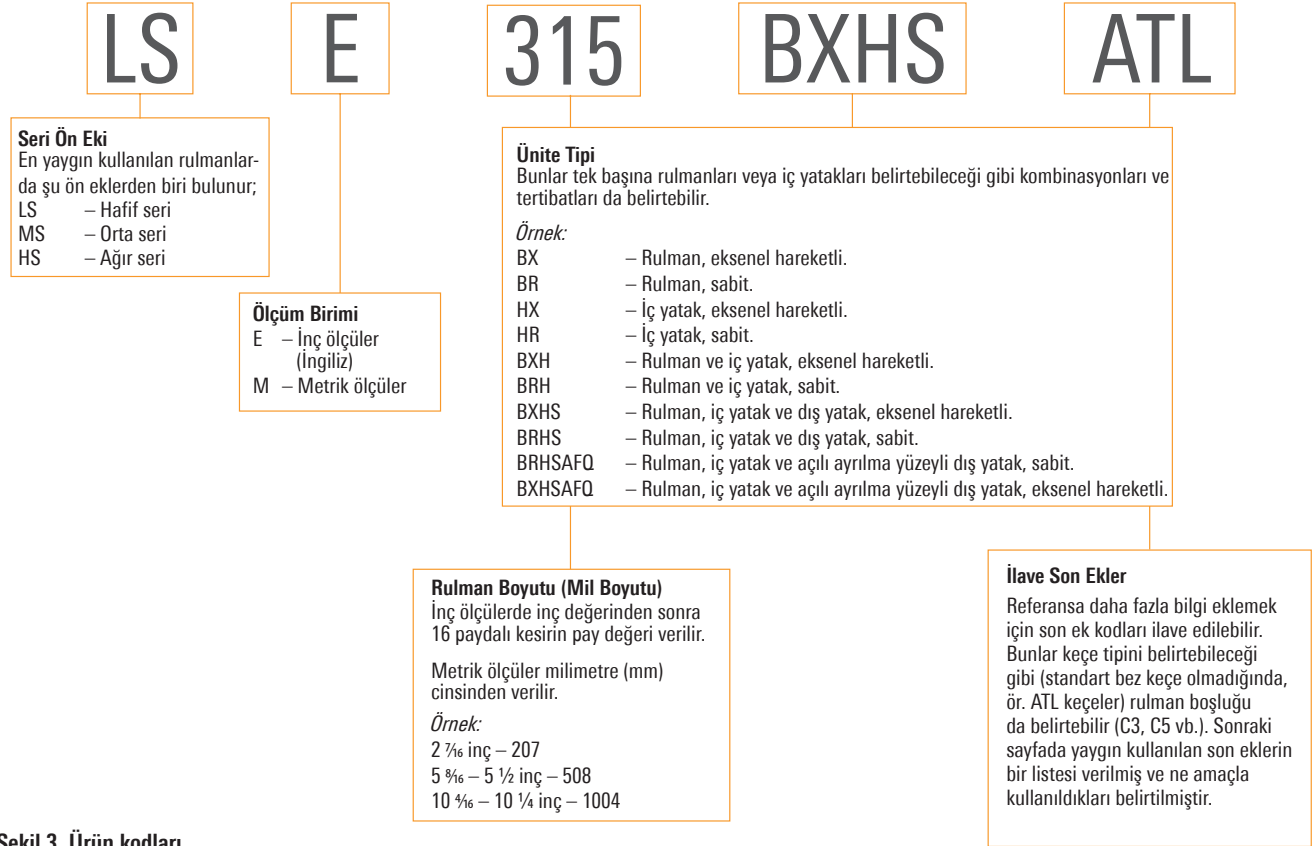 LS E 315 BXHS ATL
Seri Ön Eki
En yaygın kullanılan rulmanlar-
da şu ön eklerden biri bulunur;
LS – Hafif seri
MS – Orta seri
HS – Ağır seri
Ölçüm Birimi
E – İnç ölçüler
(İngiliz)
M – Metrik ölçüler
Ünite Tipi
Bunlar tek başına rulmanları veya iç yatakları belirtebileceği gibi kombinasyonları ve
tertibatları da belirtebilir.
Örnek:
BX – Rulman, eksenel hareketli.
BR – Rulman, sabit.
HX – İç yatak, eksenel hareketli.
HR – İç yatak, sabit.
BXH – Rulman ve iç yatak, eksenel hareketli.
BRH – Rulman ve iç yatak, sabit.
BXHS – Rulman, iç yatak ve dış yatak, eksenel hareketli.
BRHS – Rulman, iç yatak ve dış yatak, sabit.
BRHSAFQ – Rulman, iç yatak ve açılı ayrılma yüzeyli dış yatak, sabit.
BXHSAFQ – Rulman, iç yatak ve açılı ayrılma yüzeyli dış yatak, eksenel hareketli.
Rulman Boyutu (Mil Boyutu)
İnç ölçülerde inç değerinden sonra
16 paydalı kesirin pay değeri verilir.
Metrik ölçüler milimetre (mm)
cinsinden verilir.
Örnek:
2 7⁄16 inç – 207
5 8⁄16 – 5 ½ inç – 508
10 4⁄16 – 10 ¼ inç – 1004
İlave Son Ekler
Referansa daha fazla bilgi eklemek
için son ek kodları ilave edilebilir.
Bunlar keçe tipini belirtebileceği
gibi (standart bez keçe olmadığında,
ör. ATL keçeler) rulman boşluğu
da belirtebilir (C3, C5 vb.). Sonraki
sayfada yaygın kullanılan son eklerin
bir listesi verilmiş ve ne amaçla
kullanıldıkları belirtilmiştir.
Şekil 3. Ürün kodları